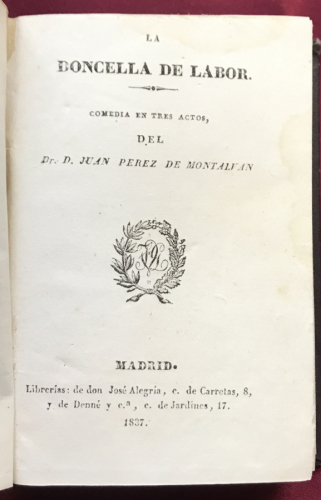 LA
DONCELLA DE LABOR.
COMEDIA EN TRES ACTOS,
DEL
Dr. D. JUAN PEREZ DE MONTALVAN
MADRID.
Librerías: de don José Alegría, c. de Carretas, 8,
y de Denné y c.ª, c. de Jardines, 17.
1837.